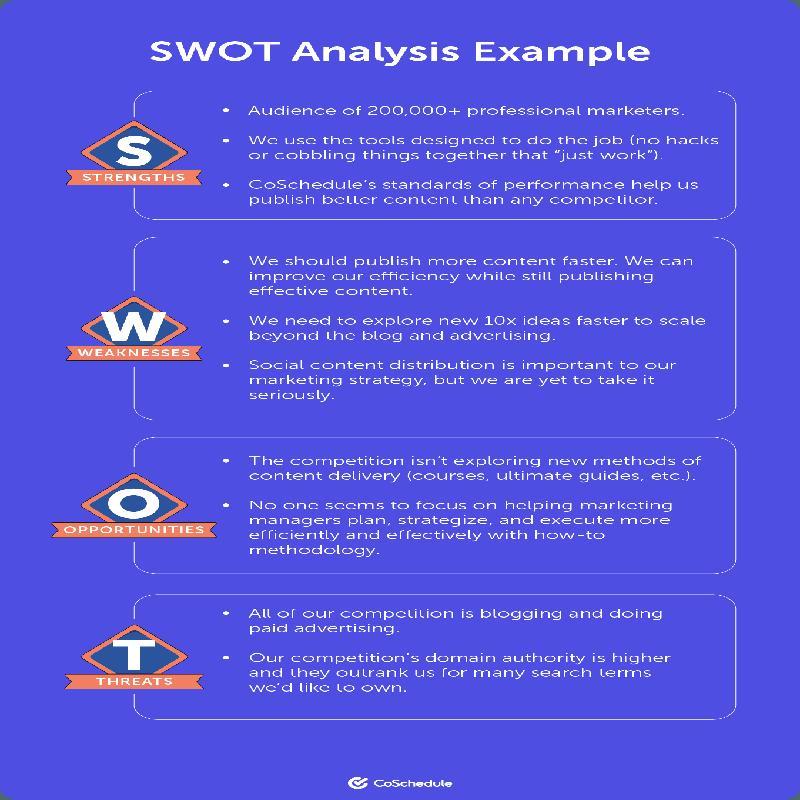 SWOT Analysis Example
• Audience of 200,000+ professional marketers.
• We use the tools designed to do the job (no hacks
or cobbling things together that “just work”).
• CoSchedule’s standards of performance help us
publish better content than any competitor.
S
STRENGTHS
• We should publish more content faster. We can
improve our efficiency while still publishing
effective content.
• We need to explore new 10x ideas faster to scale
beyond the blog and advertising.
• Social content distribution is important to our
marketing strategy, but we are yet to take it
seriously.
W
WEAKNESSES
• The competition isn’t exploring new methods of
content delivery (courses, ultimate guides, etc.).
• No one seems to focus on helping marketing
managers plan, strategize, and execute more
efficiently and effectively with how-to
methodology.
O
OPPORTUNITIES
• All of our competition is blogging and doing
paid advertising.
• Our competition’s domain authority is higher
and they outrank us for many search terms
we’d like to own.
T
THREATS
CoSchedule